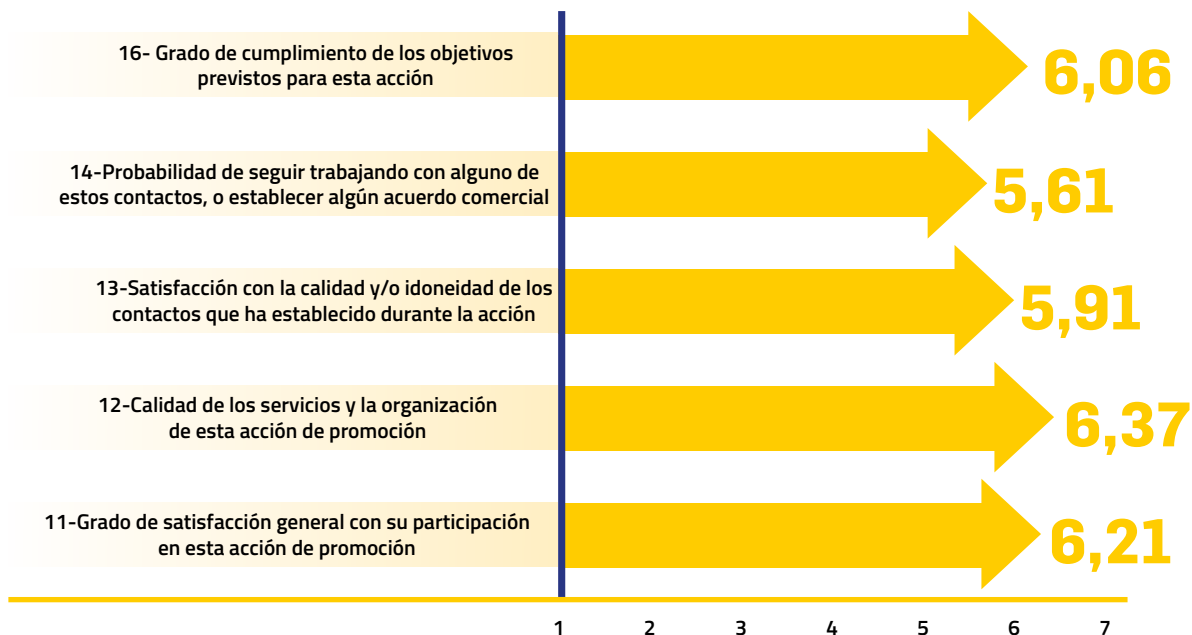 16- Grado de cumplimiento de los objetivos
previstos para esta acción
6,06
14-Probabilidad de seguir trabajando con alguno de
estos contactos, o establecer algún acuerdo comercial
5,61
13-Satisfacción con la calidad y/o idoneidad de los
contactos que ha establecido durante la acción
5,91
12-Calidad de los servicios y la organización
de esta acción de promoción
6,37
11-Grado de satisfacción general con su participación
en esta acción de promoción
6,21
1 2 3 4 5 6 7